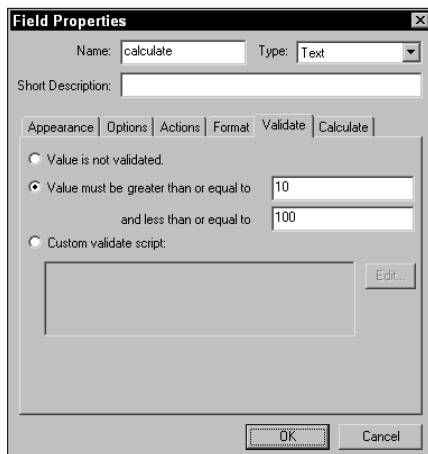 Field Properties
Name: calculate Type: Text
Short Description:
Appearance Options Actions Format Validate Calculate
Value is not validated.
Value must be greater than or equal to 10
and less than or equal to 100
Custom validate script:
Edit...
OK Cancel